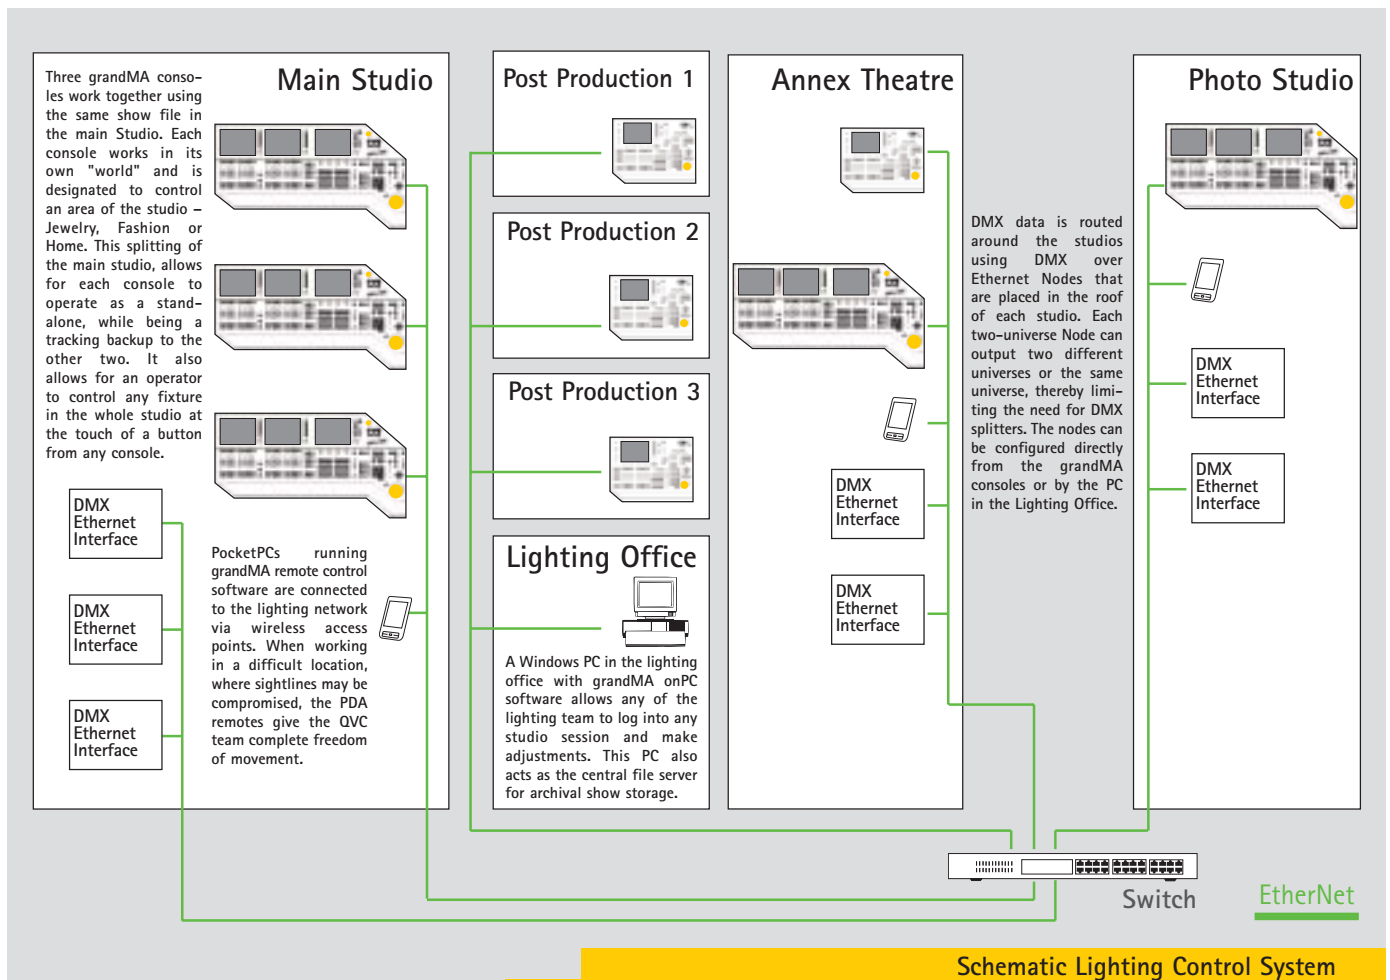 Main Studio
Three grandMA conso-
les work together using
the same show file in
the main Studio. Each
console works in its
own "world" and is
designated to control
an area of the studio –
Jewelry, Fashion or
Home. This splitting of
the main studio, allows
for each console to
operate as a stand-
alone, while being a
tracking backup to the
other two. It also
allows for an operator
to control any fixture
in the whole studio at
the touch of a button
from any console.
DMX
Ethernet
Interface
DMX
Ethernet
Interface
DMX
Ethernet
Interface
PocketPCs running
grandMA remote control
software are connected
to the lighting network
via wireless access
points. When working
in a difficult location,
where sightlines may be
compromised, the PDA
remotes give the QVC
team complete freedom
of movement.
Post Production 1
Post Production 2
Post Production 3
Lighting Office
A Windows PC in the lighting
office with grandMA onPC
software allows any of the
lighting team to log into any
studio session and make
adjustments. This PC also
acts as the central file server
for archival show storage.
Annex Theatre
DMX
Ethernet
Interface
DMX
Ethernet
Interface
DMX data is routed
around the studios
using DMX over
Ethernet Nodes that
are placed in the roof
of each studio. Each
two-universe Node can
output two different
universes or the same
universe, thereby limi-
ting the need for DMX
splitters. The nodes can
be configured directly
from the grandMA
consoles or by the PC
in the Lighting Office.
Photo Studio
DMX
Ethernet
Interface
DMX
Ethernet
Interface
Switch
EtherNet
Schematic Lighting Control System